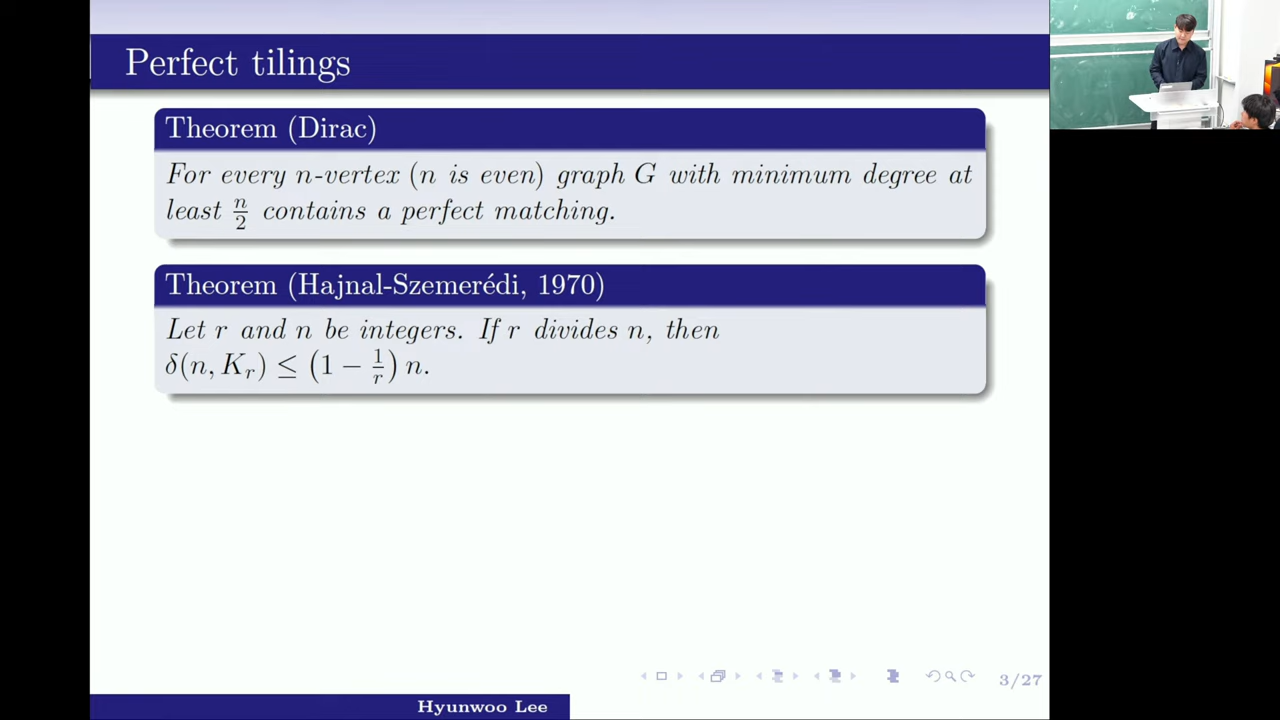 Perfect tilings
Theorem (Dirac)
For every n-vertex (n is even) graph G with minimum degree at
least n/2 contains a perfect matching.
Theorem (Hajnal-Szemerédi, 1970)
Let r and n be integers. If r divides n, then
δ(n, K_r) ≤ (1 − 1/r) n.
3/27
Hyunwoo Lee